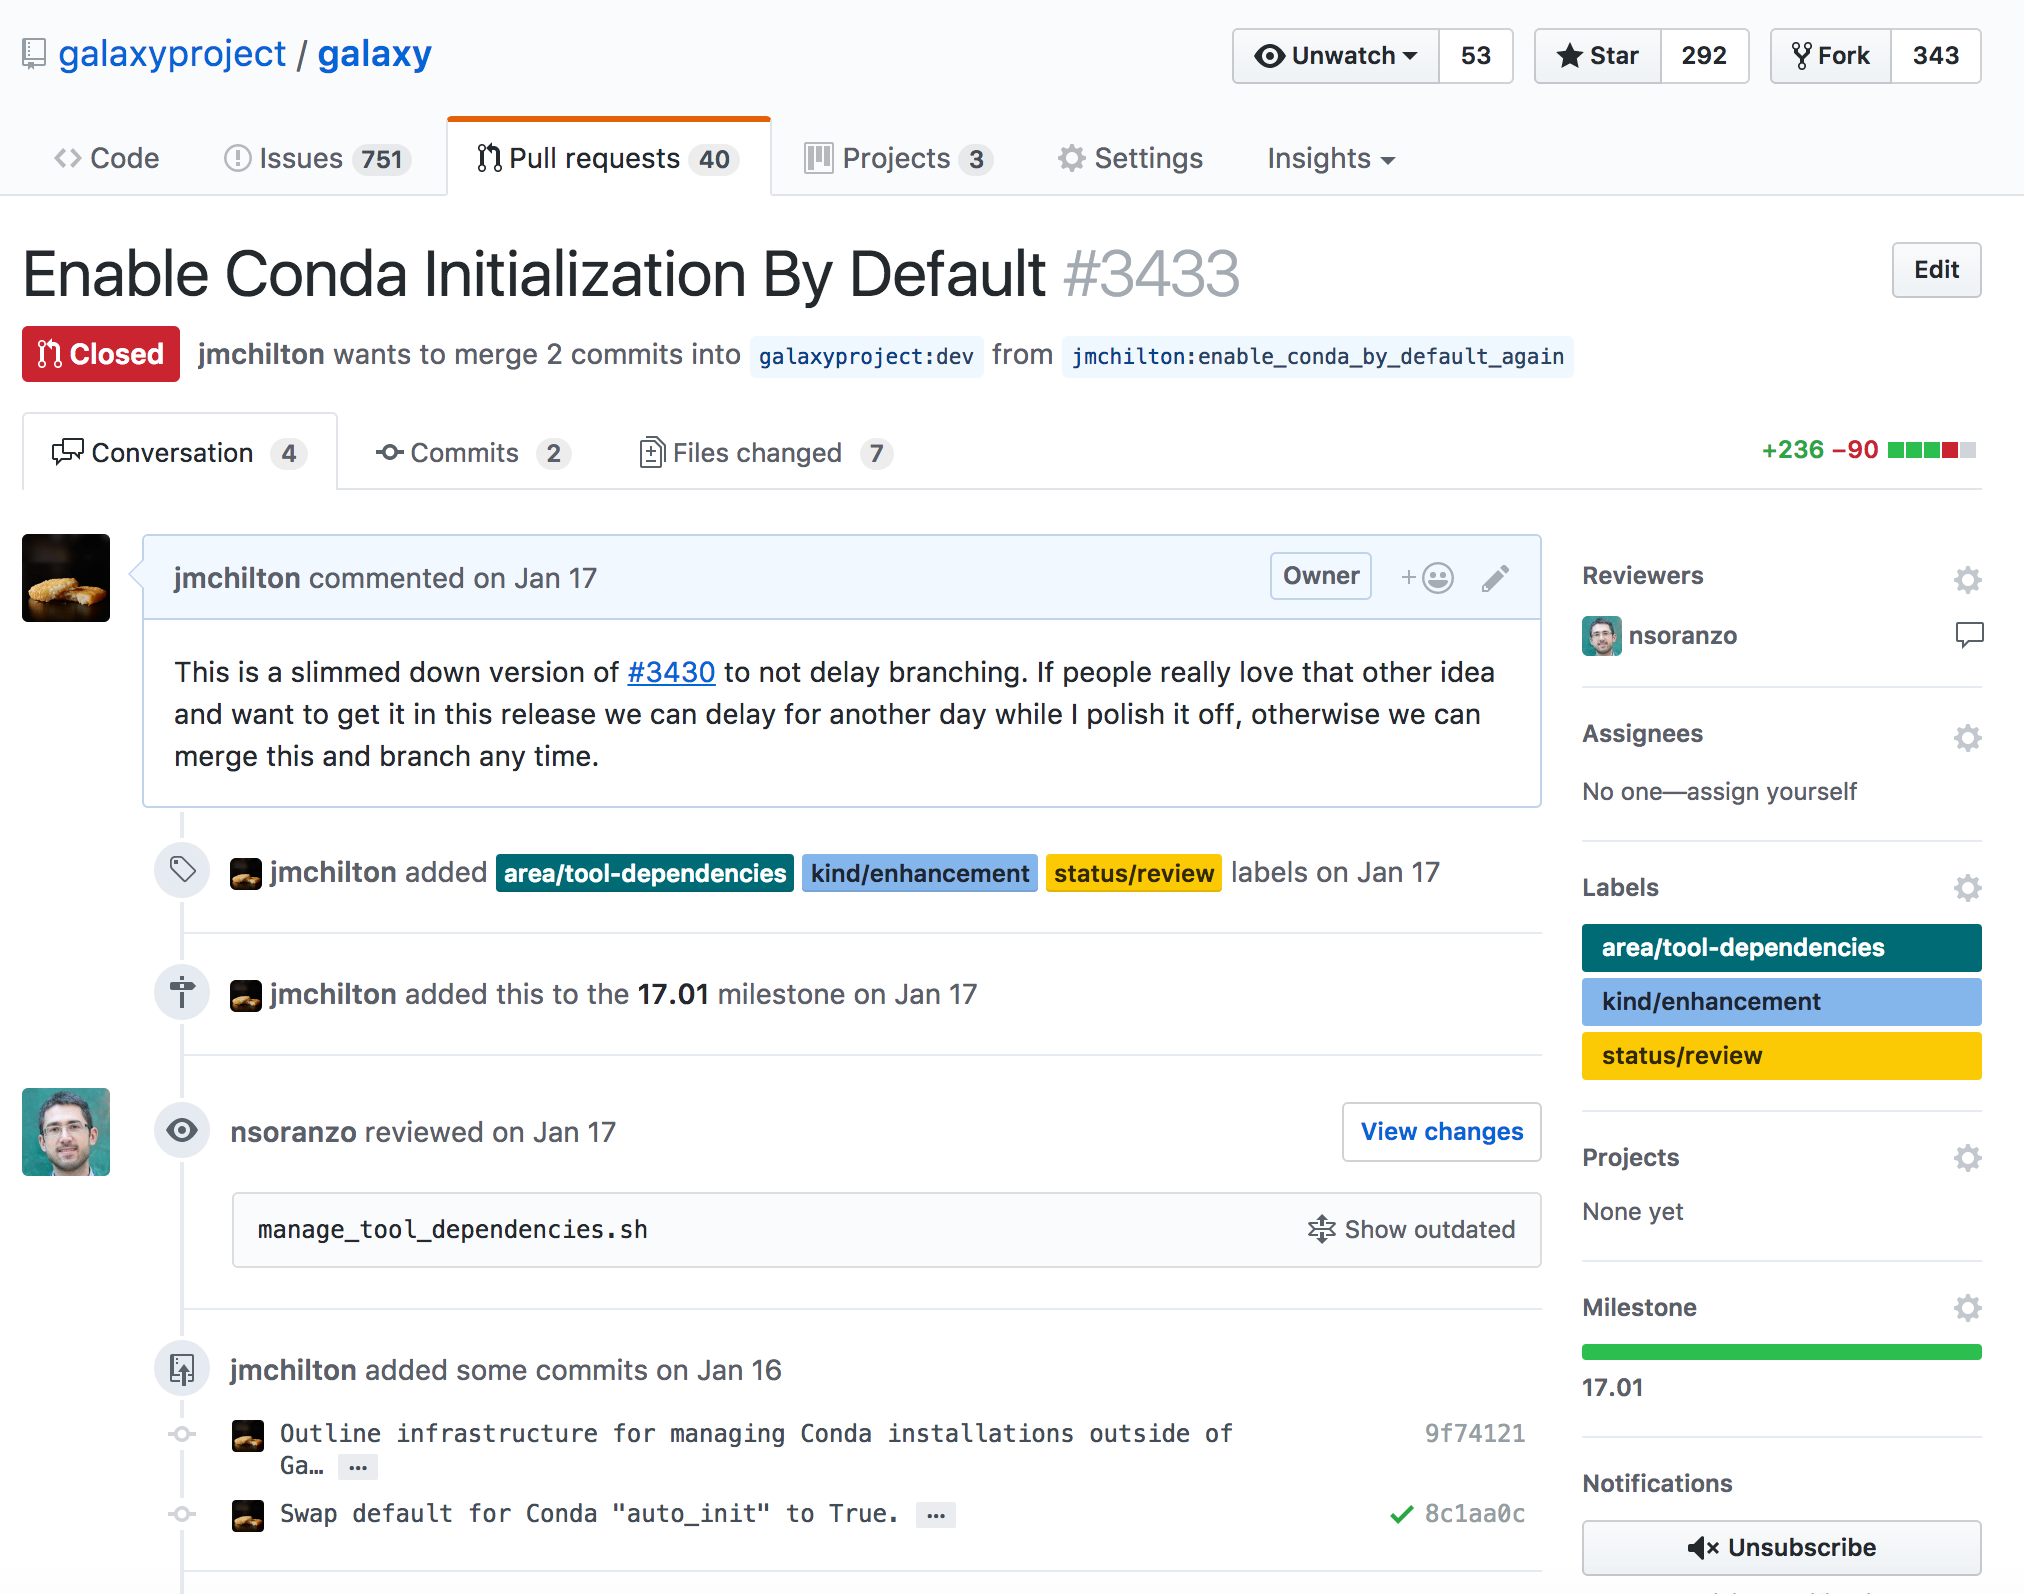 galaxyproject / galaxy
Unwatch 53
Star 292
Fork 343
Code
Issues 751
Pull requests 40
Projects 3
Settings
Insights
Enable Conda Initialization By Default #3433
Edit
Closed
jmchilton wants to merge 2 commits into galaxyproject:dev from jmchilton:enable_conda_by_default_again
Conversation 4
Commits 2
Files changed 7
+236 −90
jmchilton commented on Jan 17
Owner
+
This is a slimmed down version of #3430 to not delay branching. If people really love that other idea
and want to get it in this release we can delay for another day while I polish it off, otherwise we can
merge this and branch any time.
jmchilton added area/tool-dependencies kind/enhancement status/review labels on Jan 17
jmchilton added this to the 17.01 milestone on Jan 17
nsoranzo reviewed on Jan 17
View changes
manage_tool_dependencies.sh
Show outdated
jmchilton added some commits on Jan 16
Outline infrastructure for managing Conda installations outside of
Ga… …
9f74121
Swap default for Conda "auto_init" to True. …
8c1aa0c
Reviewers
nsoranzo
Assignees
No one—assign yourself
Labels
area/tool-dependencies
kind/enhancement
status/review
Projects
None yet
Milestone
17.01
Notifications
Unsubscribe